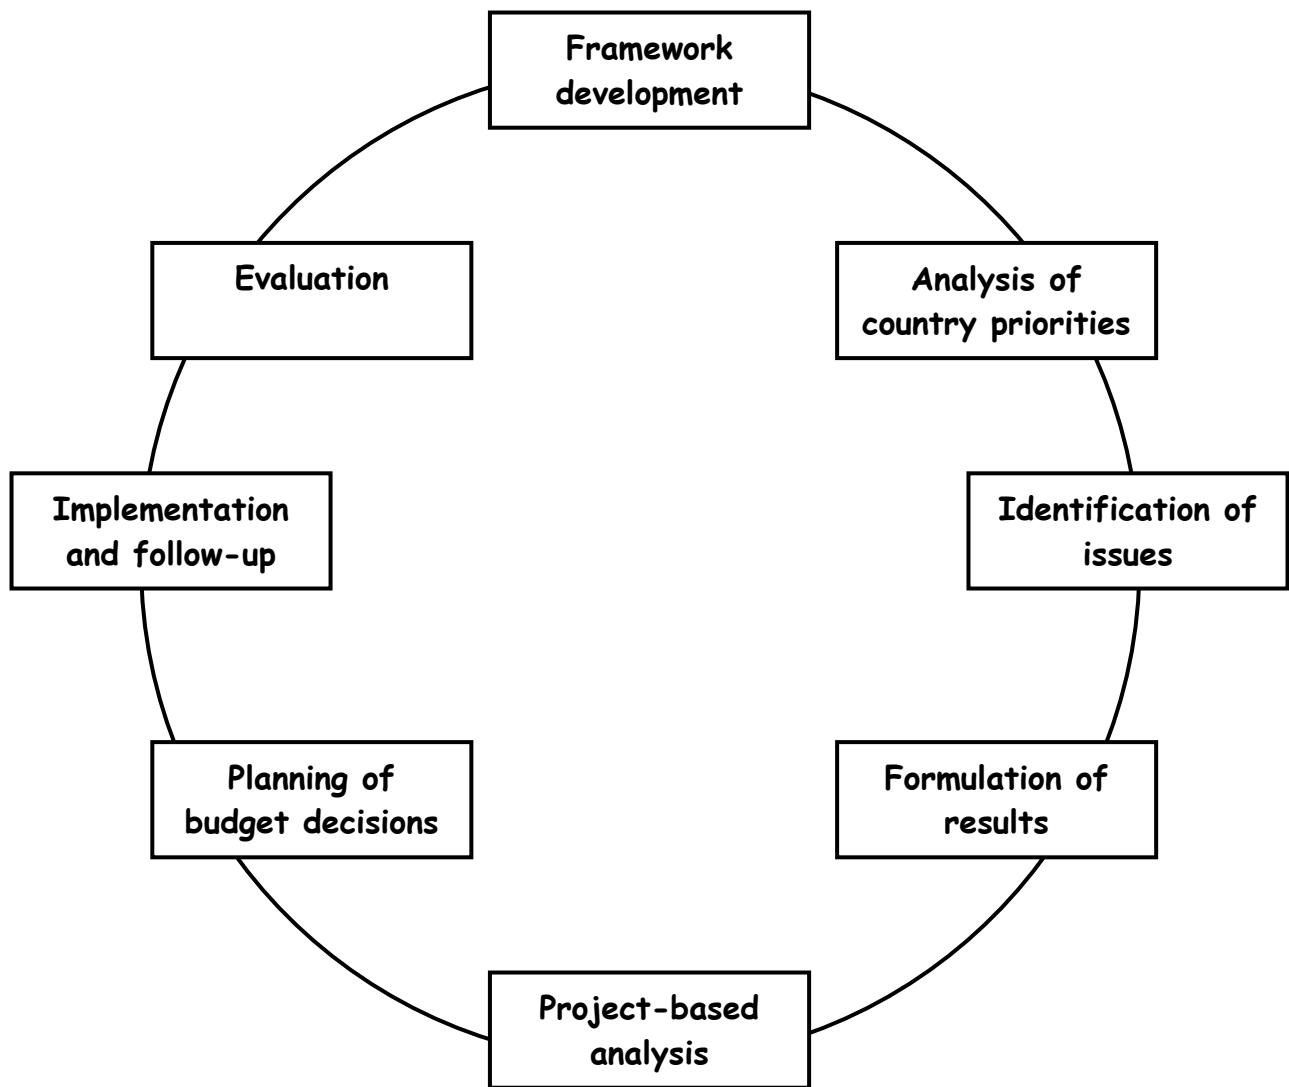 Framework
development
Evaluation
Analysis of
country priorities
Implementation
and follow-up
Identification of
issues
Planning of
budget decisions
Formulation of
results
Project-based
analysis